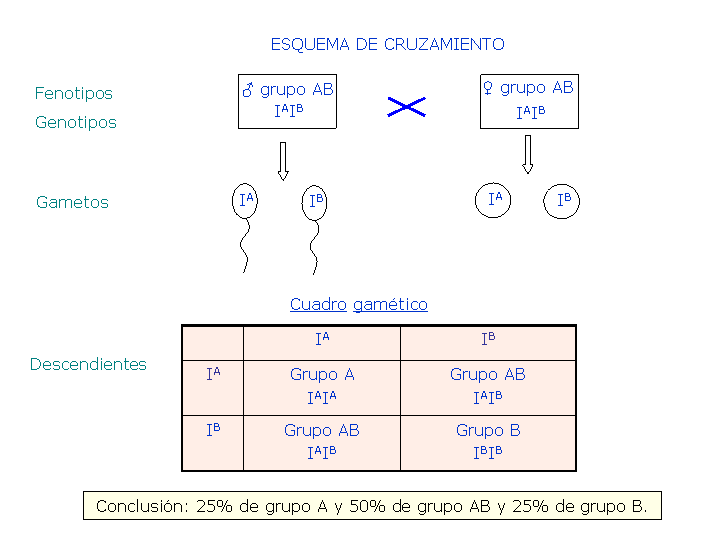 ESQUEMA DE CRUZAMIENTO
Fenotipos
♂ grupo AB
♀ grupo AB
Genotipos
IᴬIᴮ
IᴬIᴮ
Gametos
Iᴬ
Iᴮ
Iᴬ
Iᴮ
Cuadro gamético
Iᴬ
Iᴮ
Descendientes
Iᴬ
Grupo A
Grupo AB
IᴬIᴬ
IᴬIᴮ
Iᴮ
Grupo AB
Grupo B
IᴬIᴮ
IᴮIᴮ
Conclusión: 25% de grupo A y 50% de grupo AB y 25% de grupo B.